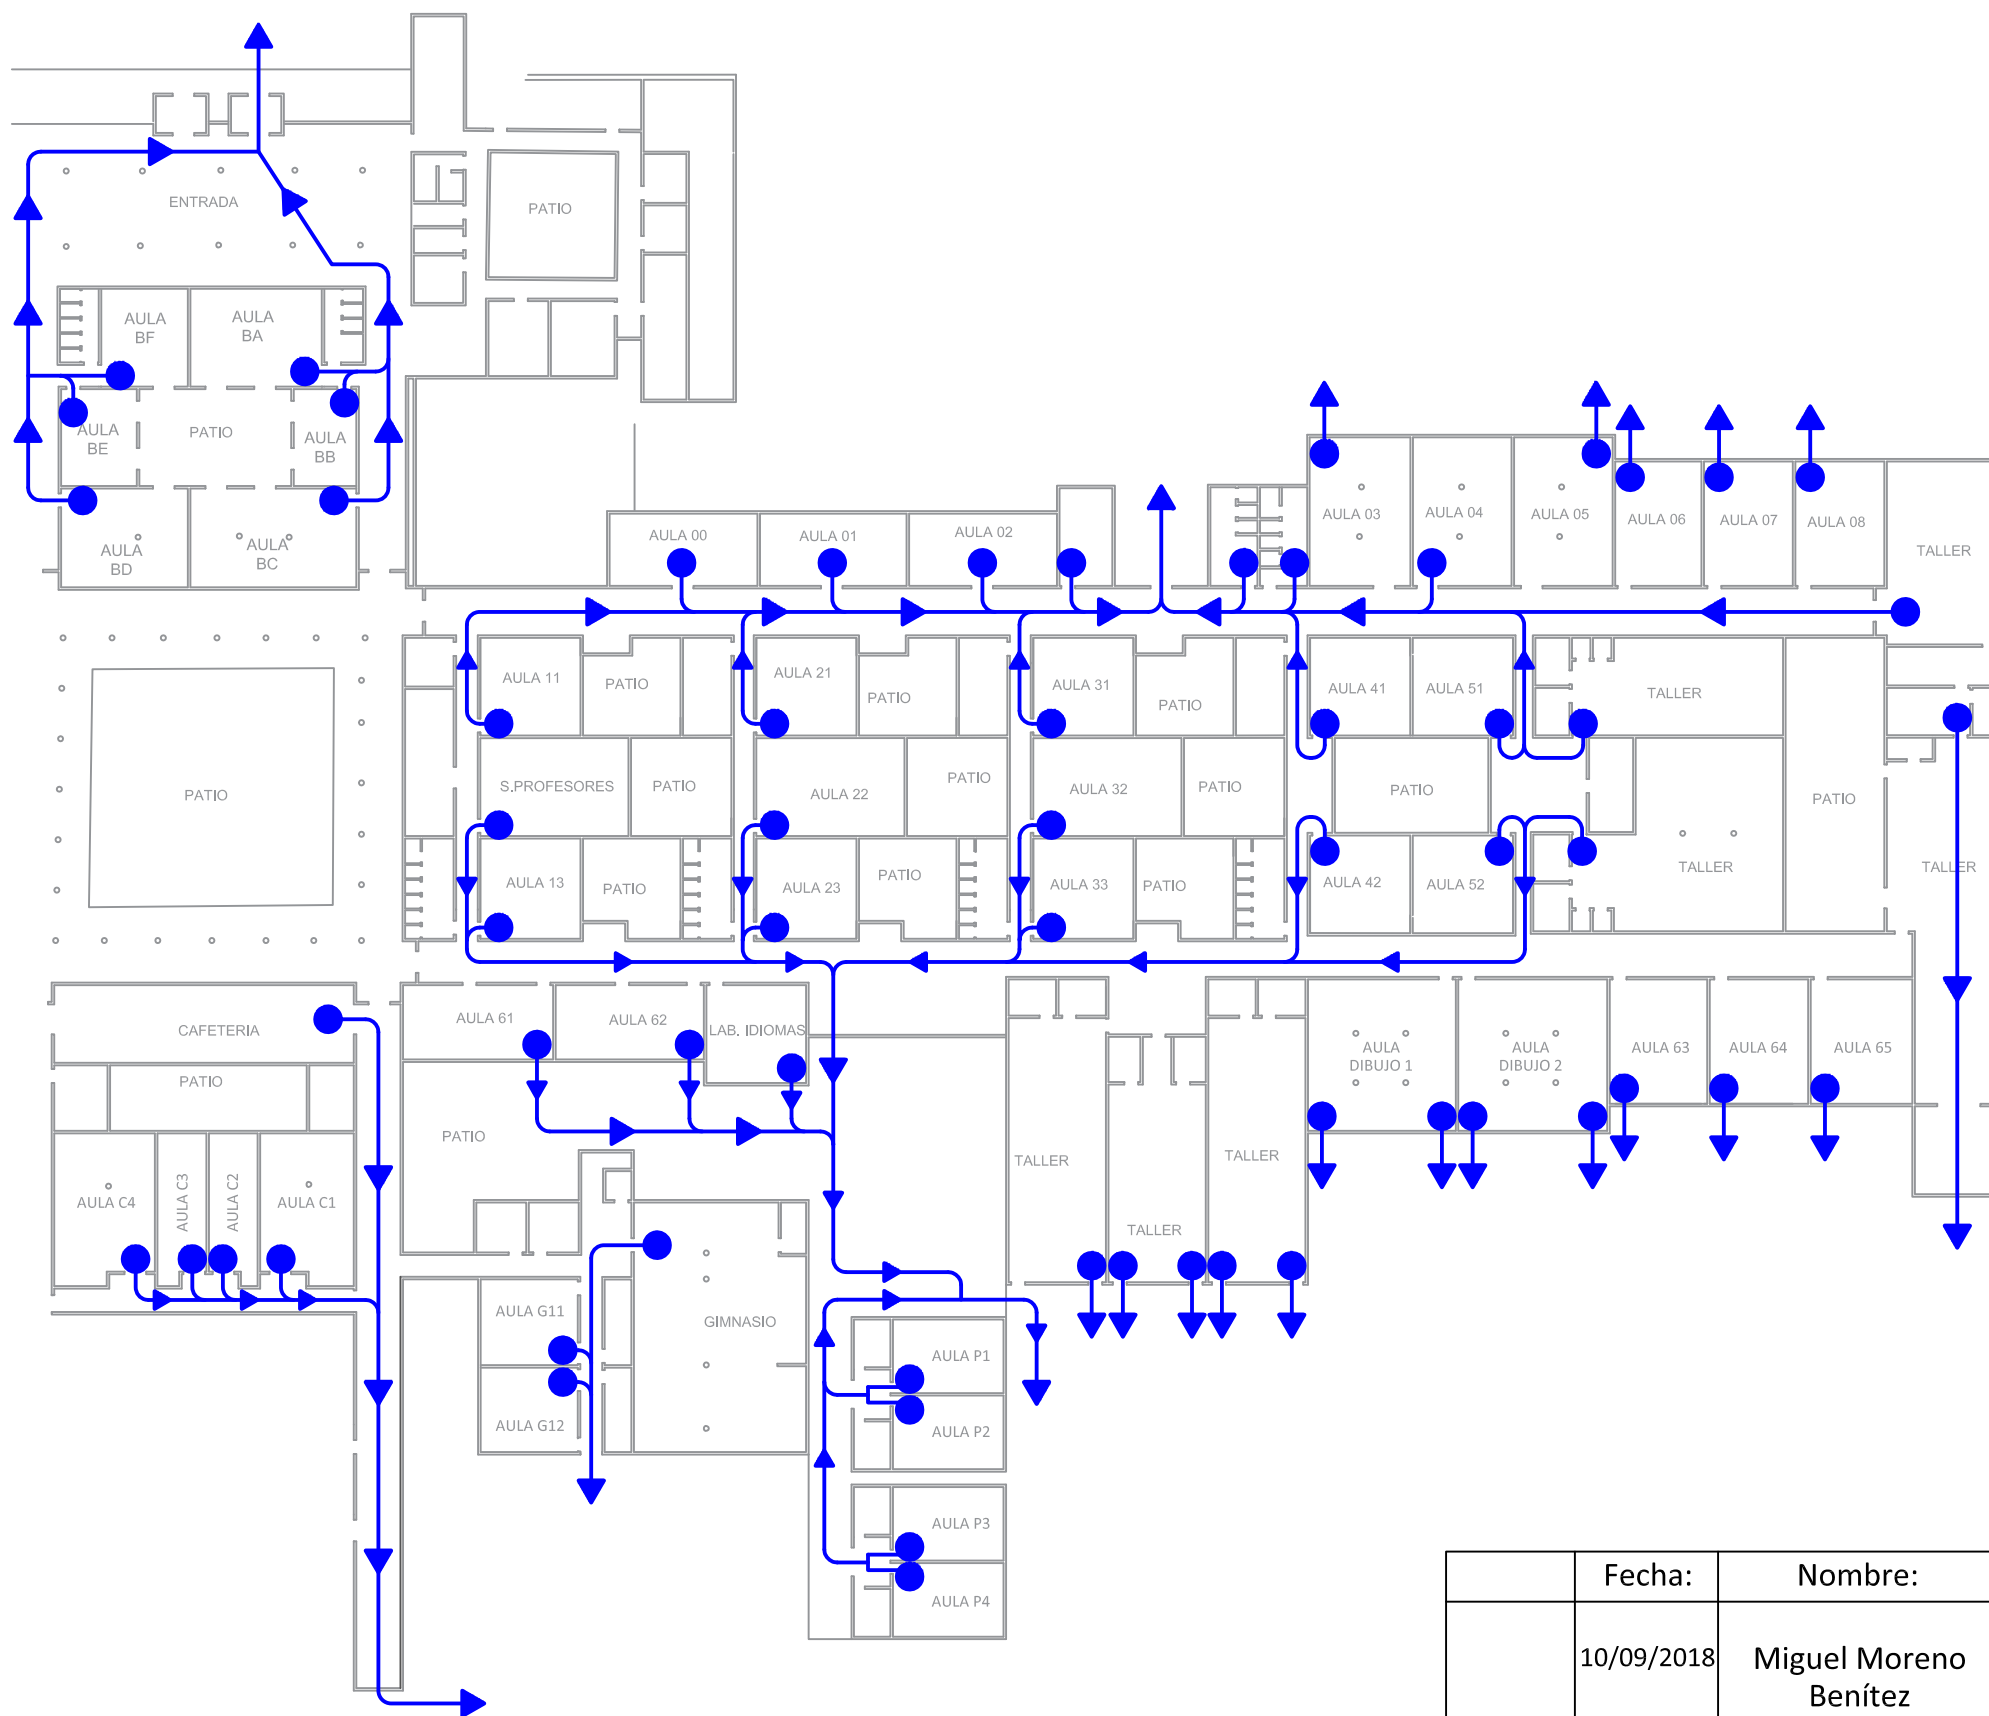 ENTRADA
PATIO
AULA
BF
AULA
BA
AULA
BE
PATIO
AULA
BB
AULA
BD
AULA
BC
AULA 00
AULA 01
AULA 02
AULA 03
AULA 04
AULA 05
AULA 06
AULA 07
AULA 08
TALLER
AULA 11
PATIO
AULA 21
PATIO
AULA 31
PATIO
AULA 41
AULA 51
TALLER
PATIO
S.PROFESORES
PATIO
AULA 22
PATIO
AULA 32
PATIO
PATIO
PATIO
AULA 13
PATIO
AULA 23
PATIO
AULA 33
PATIO
AULA 42
AULA 52
TALLER
TALLER
CAFETERIA
AULA 61
AULA 62
LAB. IDIOMAS
AULA
DIBUJO 1
AULA
DIBUJO 2
AULA 63
AULA 64
AULA 65
PATIO
PATIO
TALLER
TALLER
TALLER
AULA C4
AULA C3
AULA C2
AULA C1
AULA G11
GIMNASIO
AULA G12
AULA P1
AULA P2
AULA P3
AULA P4
Fecha:
Nombre:
10/09/2018
Miguel Moreno
Benítez